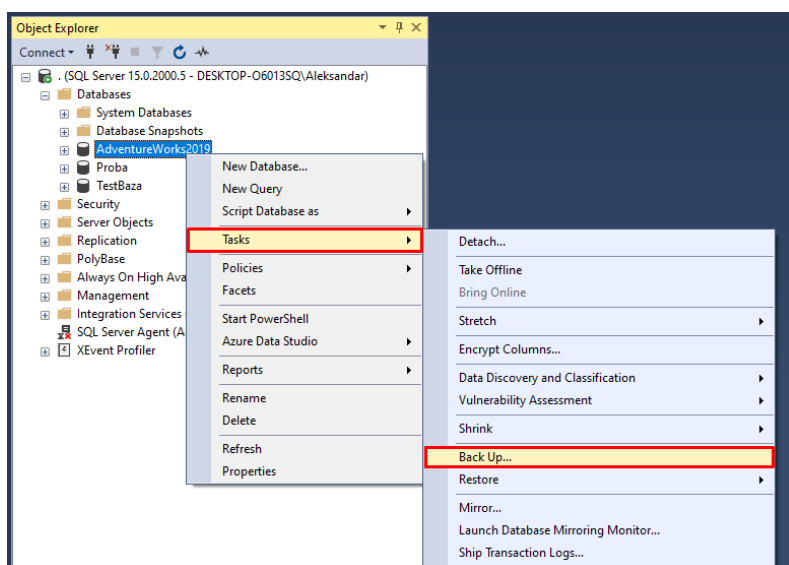 Object Explorer
Connect
. (SQL Server 15.0.2000.5 - DESKTOP-O6013SQ\Aleksandar)
Databases
System Databases
Database Snapshots
AdventureWorks2019
Proba
TestBaza
Security
Server Objects
Replication
PolyBase
Always On High Ava
Management
Integration Services
SQL Server Agent (A
XEvent Profiler
New Database...
New Query
Script Database as
Tasks
Policies
Facets
Start PowerShell
Azure Data Studio
Reports
Rename
Delete
Refresh
Properties
Detach...
Take Offline
Bring Online
Stretch
Encrypt Columns...
Data Discovery and Classification
Vulnerability Assessment
Shrink
Back Up...
Restore
Mirror...
Launch Database Mirroring Monitor...
Ship Transaction Logs...